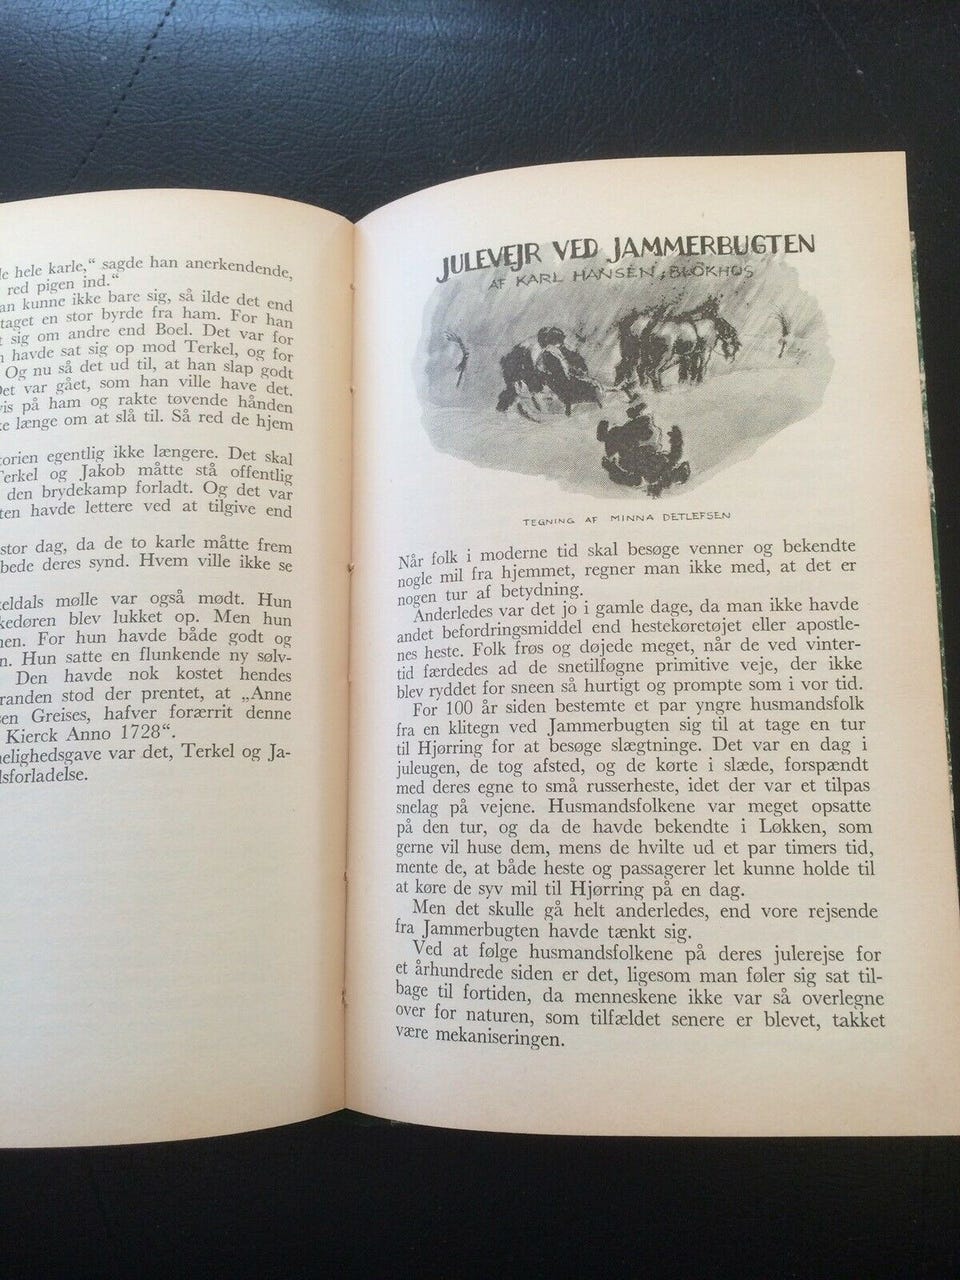 hele karle,“ sagde han anerkendende,
red pigen ind.“
kunne ikke bare sig, så ilde det end
taget en stor byrde fra ham. For han
sig om andre end Boel. Det var for
havde sat sig op mod Terkel, og for
Og nu så det ud til, at han slap godt
Det var gået, som han ville have det.
på ham og rakte tøvende hånden
længe om at slå til. Så red de hjem
egentlig ikke længere. Det skal
Terkel og Jakob måtte stå offentlig
den brydekamp forladt. Og det var
havde lettere ved at tilgive end
stor dag, da de to karle måtte frem
bede deres synd. Hvem ville ikke se
mølle var også mødt. Hun
blev lukket op. Men hun
For hun havde både godt og
Hun satte en flunkende ny sølv-
Den havde nok kostet hendes
stod der prentet, at „Anne
Greises, hafver forærrit denne
Kierck Anno 1728“.
var det, Terkel og Ja-
JULEVEJR VED JAMMERBUGTEN
AF KARL HANSEN, BLOKHUS
TEGNING AF MINNA DETLEFSEN
Når folk i moderne tid skal besøge venner og bekendte
nogle mil fra hjemmet, regner man ikke med, at det er
nogen tur af betydning.
Anderledes var det jo i gamle dage, da man ikke havde
andet befordringsmiddel end hestekøretøjet eller apostle-
nes heste. Folk frøs og døjede meget, når de ved vinter-
tid færdedes ad de snetilføgne primitive veje, der ikke
blev ryddet for sneen så hurtigt og prompte som i vor tid.
For 100 år siden bestemte et par yngre husmandsfolk
fra en klitegn ved Jammerbugten sig til at tage en tur
til Hjørring for at besøge slægtninge. Det var en dag i
juleugen, de tog afsted, og de kørte i slæde, forspændt
med deres egne to små russerheste, idet der var et tilpas
snelag på vejene. Husmandsfolkene var meget opsatte
på den tur, og da de havde bekendte i Løkken, som
gerne vil huse dem, mens de hvilte ud et par timers tid,
mente de, at både heste og passagerer let kunne holde til
at køre de syv mil til Hjørring på en dag.
Men det skulle gå helt anderledes, end vore rejsende
fra Jammerbugten havde tænkt sig.
Ved at følge husmandsfolkene på deres julerejse for
et århundrede siden er det, ligesom man føler sig sat til-
bage til fortiden, da menneskene ikke var så overlegne
over for naturen, som tilfældet senere er blevet, takket
være mekaniseringen.